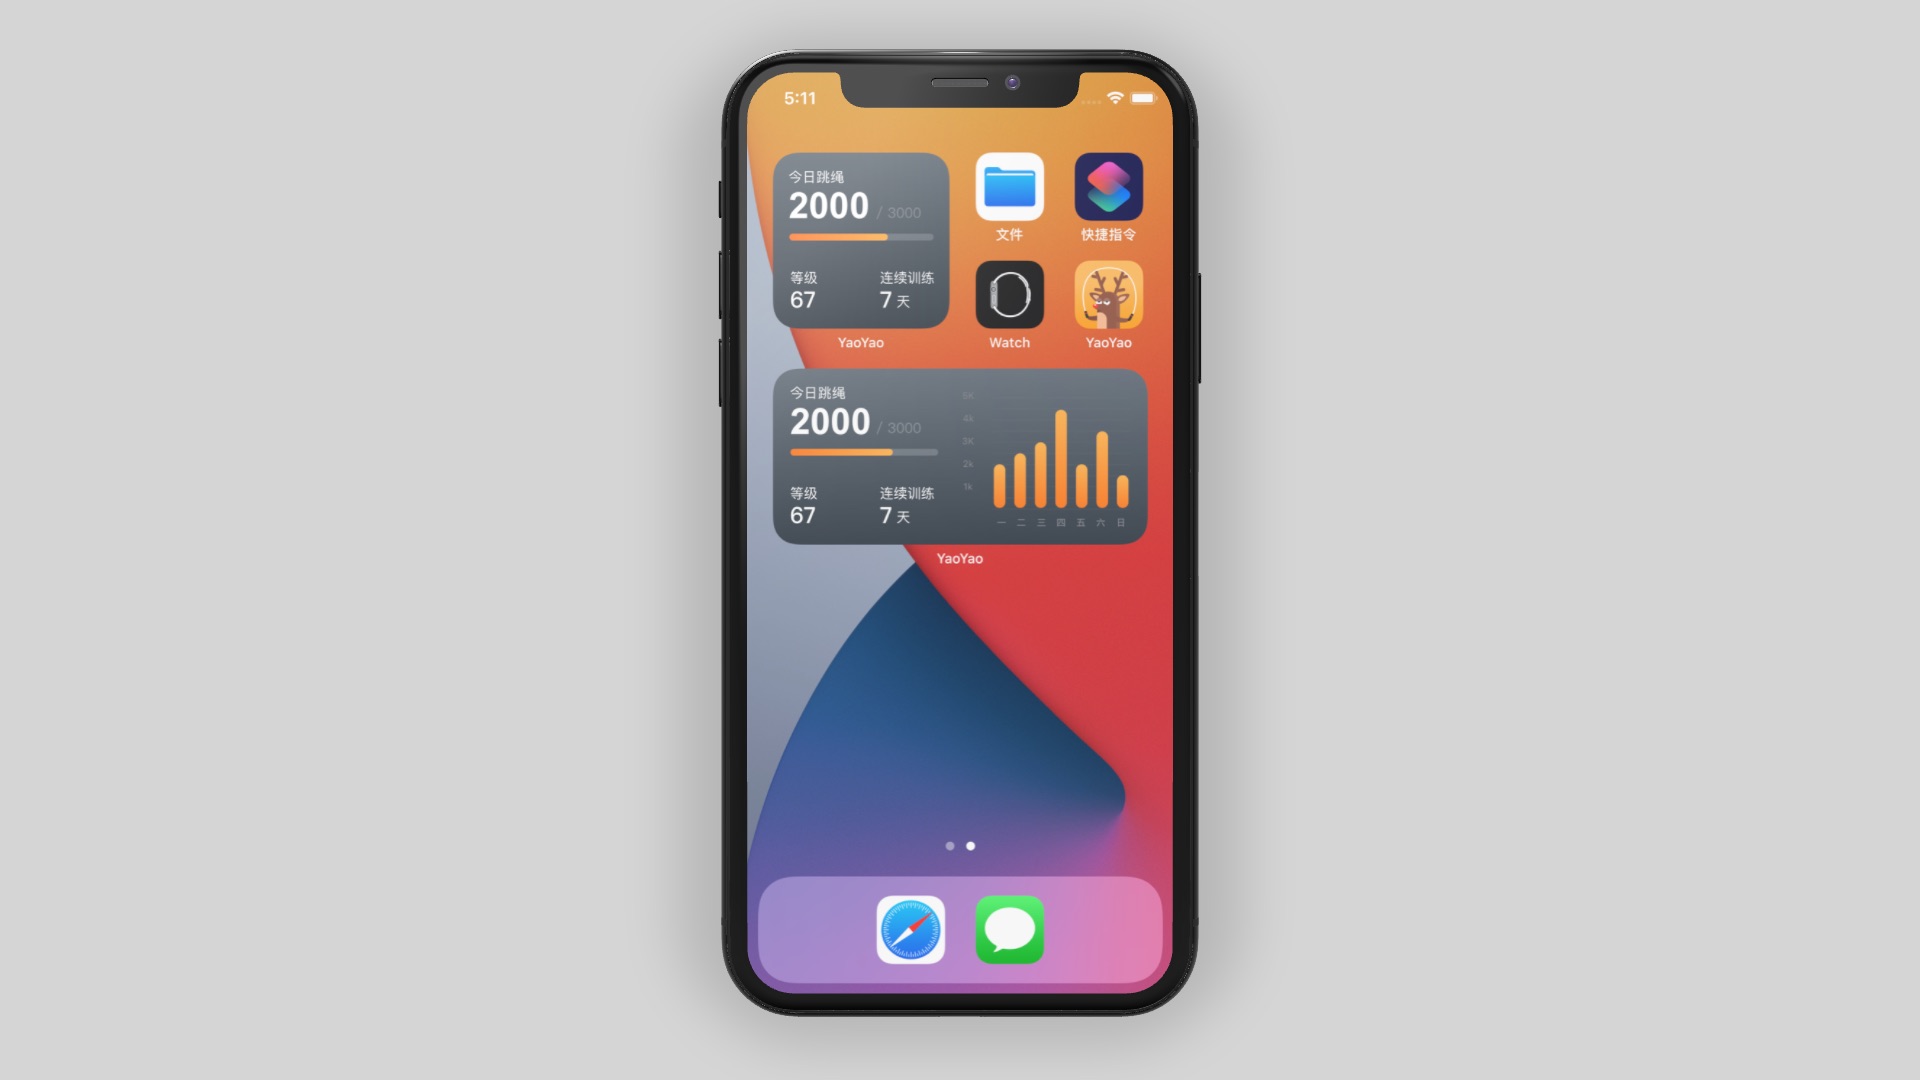 5:11
今日跳绳
2000 / 3000
等级 连续训练
67 7 天
YaoYao
文件 快捷指令
Watch YaoYao
今日跳绳
2000 / 3000
等级 连续训练
67 7 天
5K
4k
3K
2k
1k
一 二 三 四 五 六 日
YaoYao